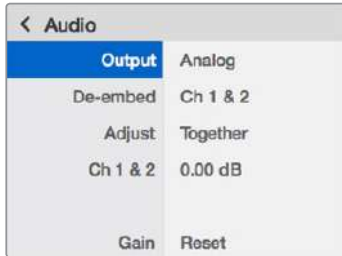 < Audio
Output Analog
De-embed Ch 1 & 2
Adjust Together
Ch 1 & 2 0.00 dB
Gain Reset